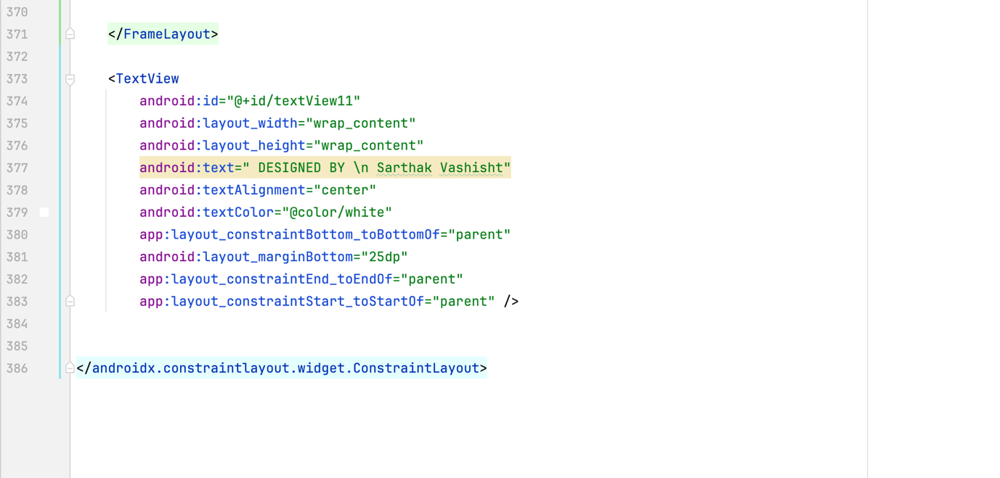 370
371 </FrameLayout>
372
373 <TextView
374 android:id="@+id/textView11"
375 android:layout_width="wrap_content"
376 android:layout_height="wrap_content"
377 android:text=" DESIGNED BY \n Sarthak Vashisht"
378 android:textAlignment="center"
379 android:textColor="@color/white"
380 app:layout_constraintBottom_toBottomOf="parent"
381 android:layout_marginBottom="25dp"
382 app:layout_constraintEnd_toEndOf="parent"
383 app:layout_constraintStart_toStartOf="parent" />
384
385
386 </androidx.constraintlayout.widget.ConstraintLayout>